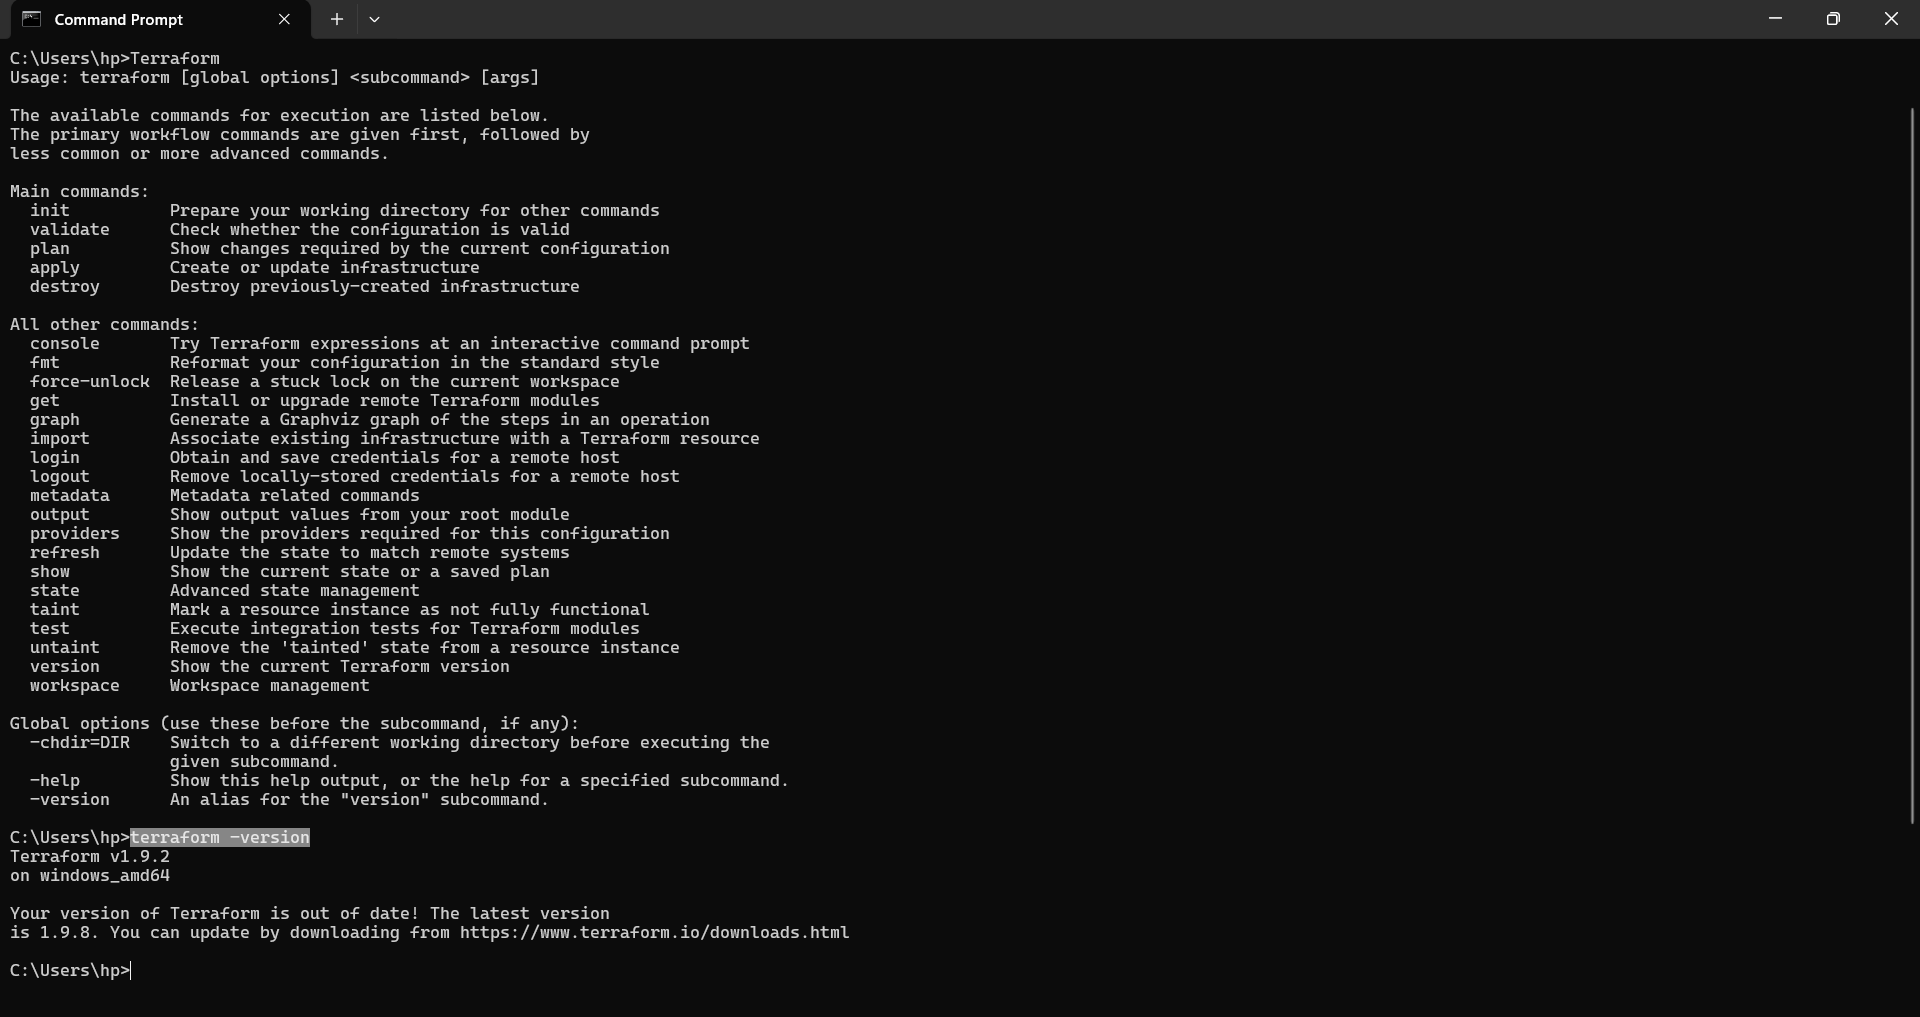 Command Prompt
C:\Users\hp>Terraform
Usage: terraform [global options] <subcommand> [args]

The available commands for execution are listed below.
The primary workflow commands are given first, followed by
less common or more advanced commands.

Main commands:
  init          Prepare your working directory for other commands
  validate      Check whether the configuration is valid
  plan          Show changes required by the current configuration
  apply         Create or update infrastructure
  destroy       Destroy previously-created infrastructure

All other commands:
  console       Try Terraform expressions at an interactive command prompt
  fmt           Reformat your configuration in the standard style
  force-unlock  Release a stuck lock on the current workspace
  get           Install or upgrade remote Terraform modules
  graph         Generate a Graphviz graph of the steps in an operation
  import        Associate existing infrastructure with a Terraform resource
  login         Obtain and save credentials for a remote host
  logout        Remove locally-stored credentials for a remote host
  metadata      Metadata related commands
  output        Show output values from your root module
  providers     Show the providers required for this configuration
  refresh       Update the state to match remote systems
  show          Show the current state or a saved plan
  state         Advanced state management
  taint         Mark a resource instance as not fully functional
  test          Execute integration tests for Terraform modules
  untaint       Remove the 'tainted' state from a resource instance
  version       Show the current Terraform version
  workspace     Workspace management

Global options (use these before the subcommand, if any):
  -chdir=DIR    Switch to a different working directory before executing the
                given subcommand.
  -help         Show this help output, or the help for a specified subcommand.
  -version      An alias for the "version" subcommand.

C:\Users\hp>terraform -version
Terraform v1.9.2
on windows_amd64

Your version of Terraform is out of date! The latest version
is 1.9.8. You can update by downloading from https://www.terraform.io/downloads.html

C:\Users\hp>